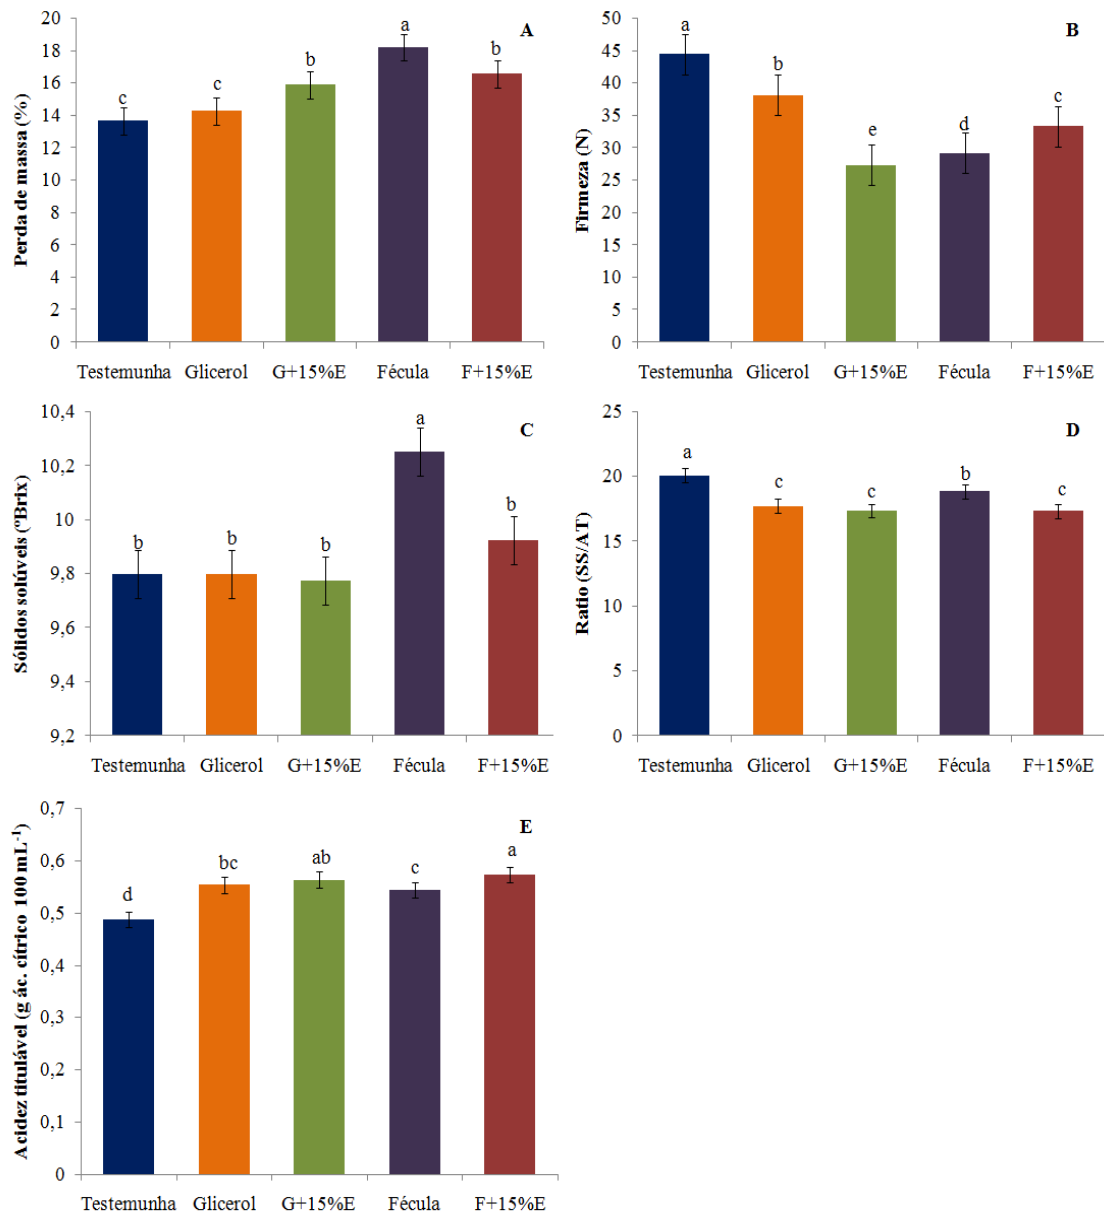 A
Perda de massa (%)
20
18
16
14
12
10
8
6
4
2
0
c
c
b
a
b
Testemunha Glicerol G+15%E Fécula F+15%E
B
Firmeza (N)
50
45
40
35
30
25
20
15
10
5
0
a
b
e
d
c
Testemunha Glicerol G+15%E Fécula F+15%E
C
Sólidos solúveis (ºBrix)
10,4
10,2
10
9,8
9,6
9,4
9,2
b
b
b
a
b
Testemunha Glicerol G+15%E Fécula F+15%E
D
Ratio (SS/AT)
25
20
15
10
5
0
a
c
c
b
c
Testemunha Glicerol G+15%E Fécula F+15%E
E
Acidez titulável (g ác. cítrico 100 mL⁻¹)
0,7
0,6
0,5
0,4
0,3
0,2
0,1
0
d
bc
ab
c
a
Testemunha Glicerol G+15%E Fécula F+15%E